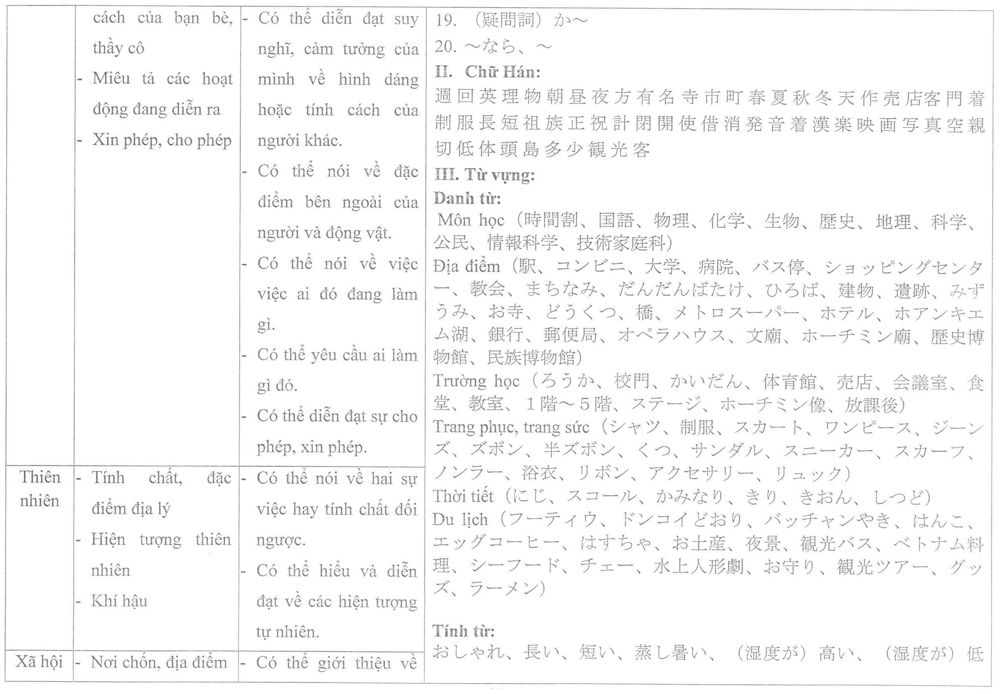 cách của bạn bè,
thầy cô
- Miêu tả các hoạt
động đang diễn ra
- Xin phép, cho phép
- Có thể diễn đạt suy
nghĩ, cảm tưởng của
mình về hình dáng
hoặc tính cách của
người khác.
- Có thể nói về đặc
điểm bên ngoài của
người và động vật.
- Có thể nói về việc
việc ai đó đang làm
gì.
- Có thể yêu cầu ai làm
gì đó.
- Có thể diễn đạt sự cho
phép, xin phép.
Thiên
nhiên
- Tính chất, đặc
điểm địa lý
- Hiện tượng thiên
nhiên
- Khí hậu
- Có thể nói về hai sự
việc hay tính chất đối
ngược.
- Có thể hiểu và diễn
đạt về các hiện tượng
tự nhiên.
Xã hội
- Nơi chốn, địa điểm
- Có thể giới thiệu về
19. （疑問詞）か～
20. ～なら、～
II. Chữ Hán:
週回英理物朝昼夜方有名寺市町春夏秋冬天作売店客門着
制服長短祖族正祝計閉開使借消発音着漢楽映画写真空親
切低体頭島多少観光客
III. Từ vựng:
Danh từ:
Môn học（時間割、国語、物理、化学、生物、歴史、地理、科学、
公民、情報科学、技術家庭科）
Địa điểm（駅、コンビニ、大学、病院、バス停、ショッピングセンタ
ー、教会、まちなみ、だんだんばたけ、ひろば、建物、遺跡、みず
うみ、お寺、どうくつ、橋、メトロスーパー、ホテル、ホアンキエ
ム湖、銀行、郵便局、オペラハウス、文廟、ホーチミン廟、歴史博
物館、民族博物館）
Trường học（ろうか、校門、かいだん、体育館、売店、会議室、食
堂、教室、１階～５階、ステージ、ホーチミン像、放課後）
Trang phục, trang sức（シャツ、制服、スカート、ワンピース、ジーン
ズ、ズボン、半ズボン、くつ、サンダル、スニーカー、スカーフ、
ノンラー、浴衣、リボン、アクセサリー、リュック）
Thời tiết（にじ、スコール、かみなり、きり、きおん、しつど）
Du lịch（フーティウ、ドンコイどおり、バッチャンやき、はんこ、
エッグコーヒー、はすちゃ、お土産、夜景、観光バス、ベトナム料
理、シーフード、チェー、水上人形劇、お守り、観光ツアー、グッ
ズ、ラーメン）
Tính từ:
おしゃれ、長い、短い、蒸し暑い、（湿度が）高い、（湿度が）低